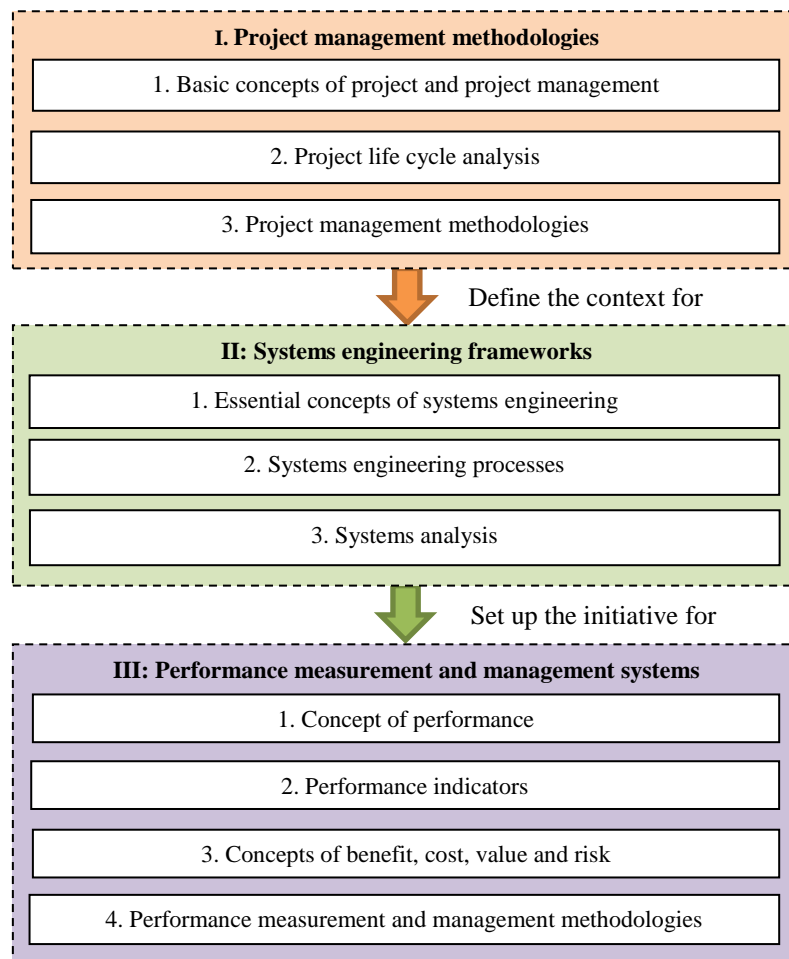 I. Project management methodologies
1. Basic concepts of project and project management
2. Project life cycle analysis
3. Project management methodologies
Define the context for
II: Systems engineering frameworks
1. Essential concepts of systems engineering
2. Systems engineering processes
3. Systems analysis
Set up the initiative for
III: Performance measurement and management systems
1. Concept of performance
2. Performance indicators
3. Concepts of benefit, cost, value and risk
4. Performance measurement and management methodologies